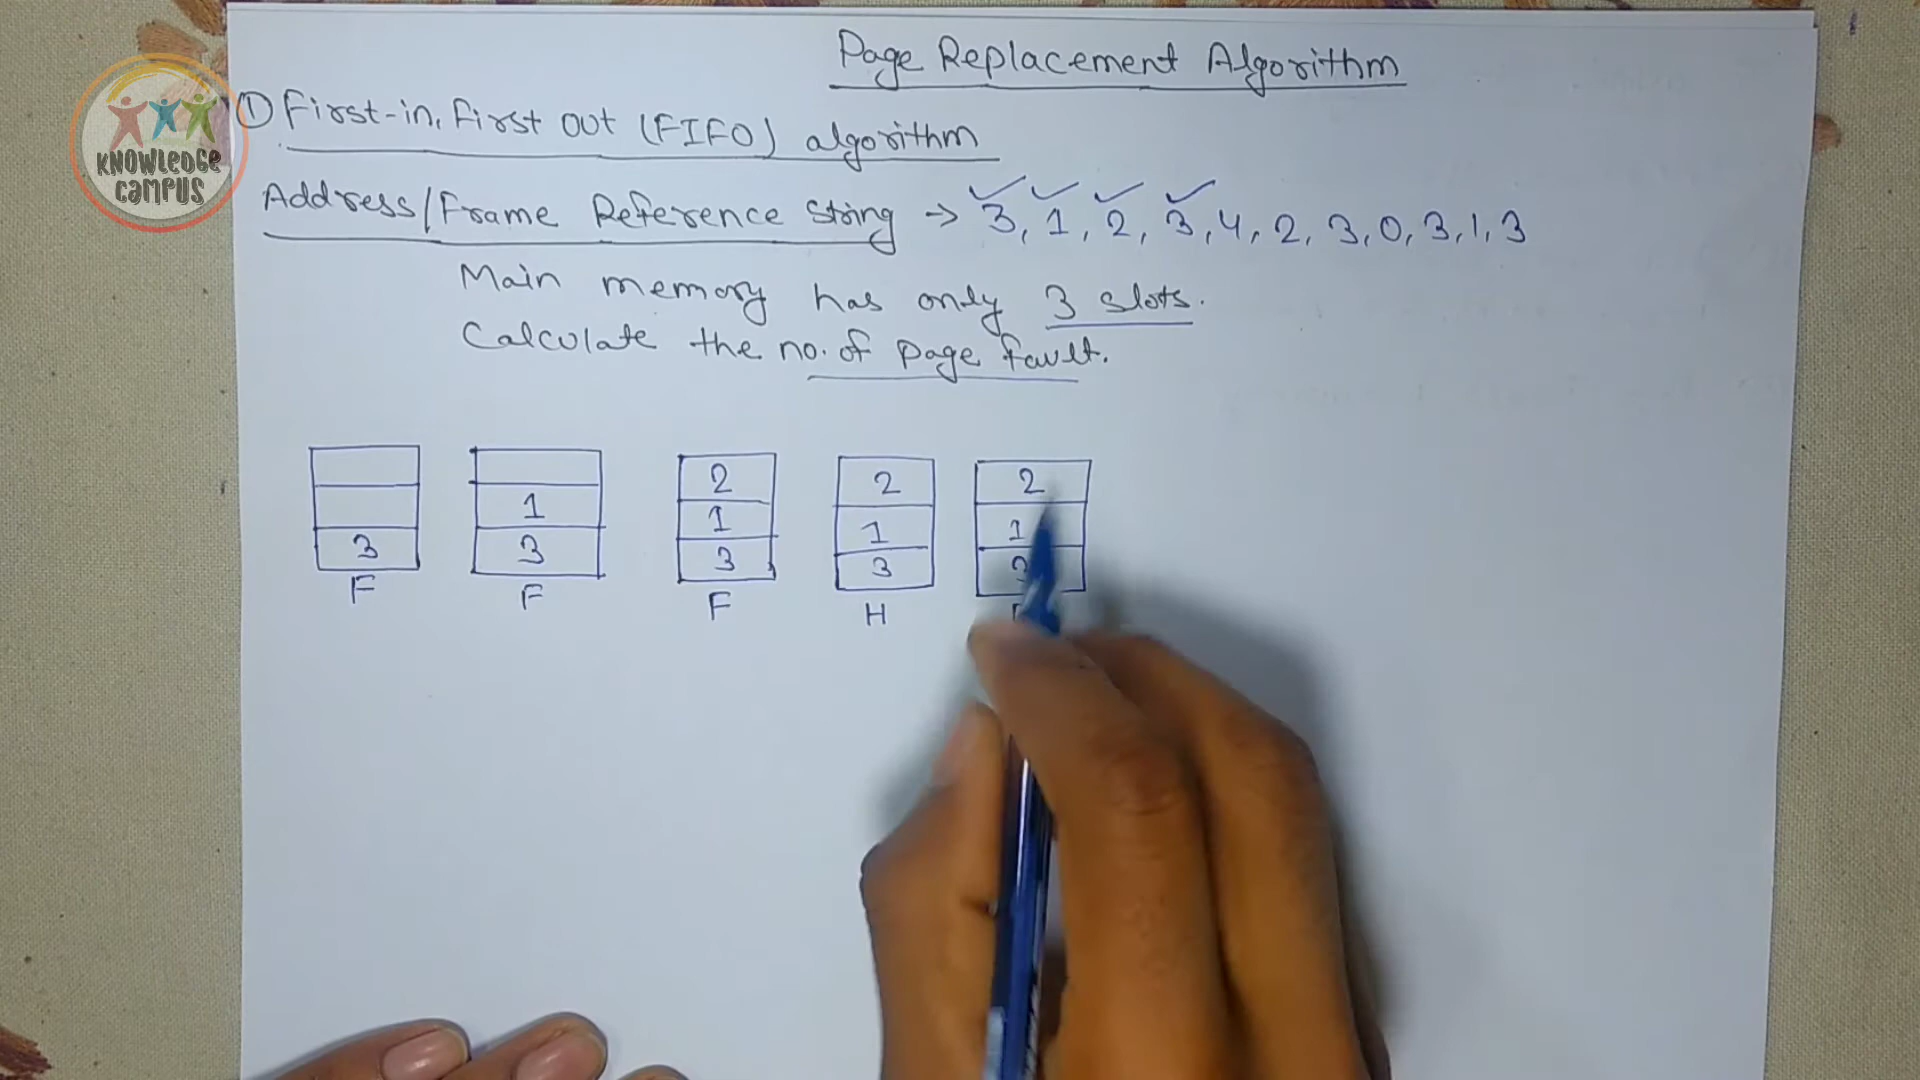 Page Replacement Algorithm
① First-in, First out (FIFO) algorithm
KNOWLEDGE
CAMPUS
Address/Frame Reference string → 3, 1, 2, 3, 4, 2, 3, 0, 3, 1, 3
Main memory has only 3 slots.
Calculate the no. of page fault.
2 2 2
1 1 1 1
3 3 3 3 3
F F F H